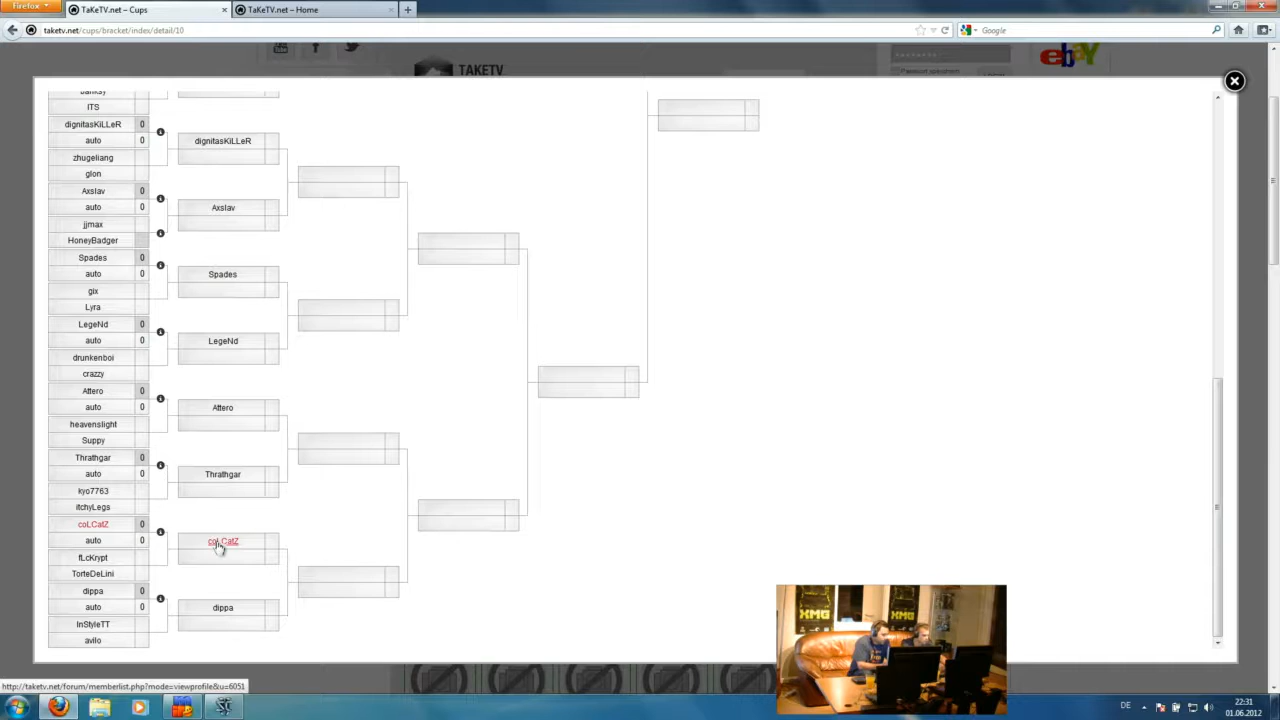 Firefox
TaKeTV.net – Cups
TaKeTV.net – Home
taketv.net/cups/bracket/index/detail/10
Google
TAKETV
ebay
ITS
dignitasKiLLeR 0
auto 0
dignitasKiLLeR
zhugeliang
glon
Axslav 0
auto 0
Axslav
jjmax
HoneyBadger
Spades 0
auto 0
Spades
gix
Lyra
LegeNd 0
auto 0
LegeNd
drunkenboi
crazzy
Attero 0
auto 0
Attero
heavenslight
Suppy
Thrathgar 0
auto 0
Thrathgar
kyo7763
itchyLegs
coLCatZ 0
auto 0
coLCatZ
fLcKrypt
TorteDeLini
dippa 0
auto 0
dippa
InStyleTT
avilo
XMG
XMG
http://taketv.net/forum/memberlist.php?mode=viewprofile&u=6051
DE
22:31
01.06.2012